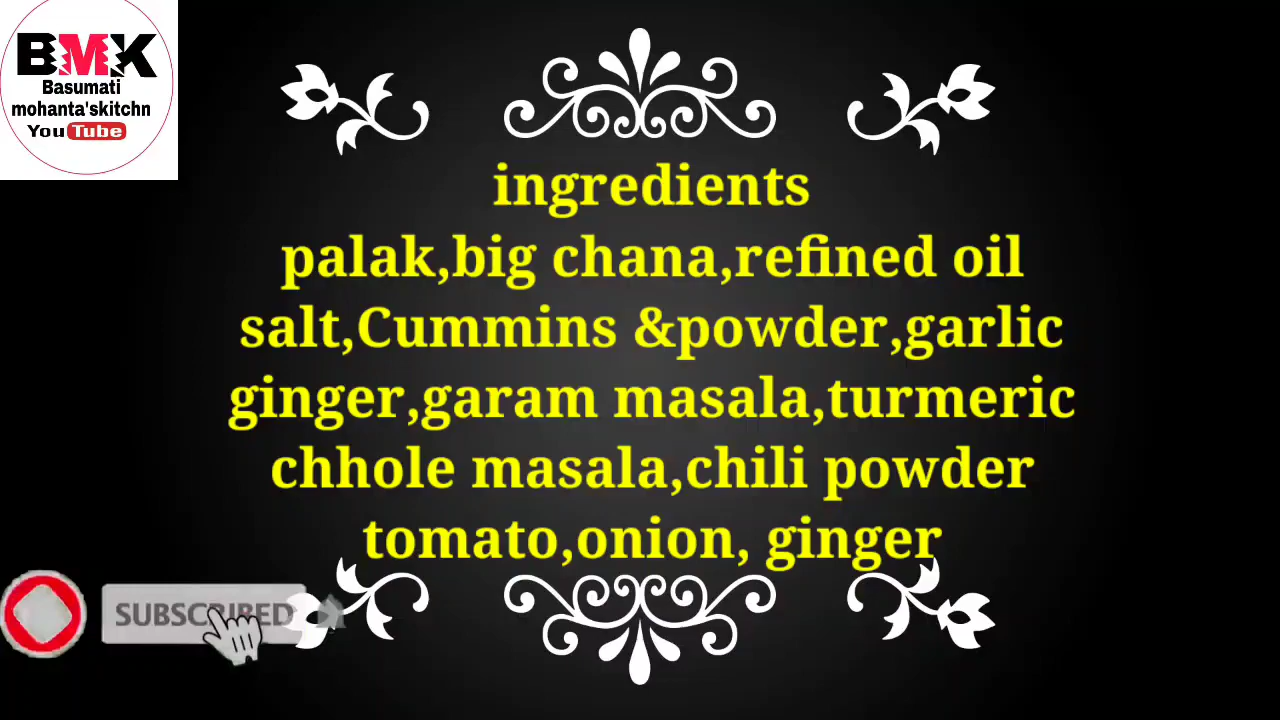 BMK
Basumati
mohanta'skitchn
YouTube
ingredients
palak,big chana,refined oil
salt,Cummins &powder,garlic
ginger,garam masala,turmeric
chhole masala,chili powder
tomato,onion, ginger
SUBSCRIBED